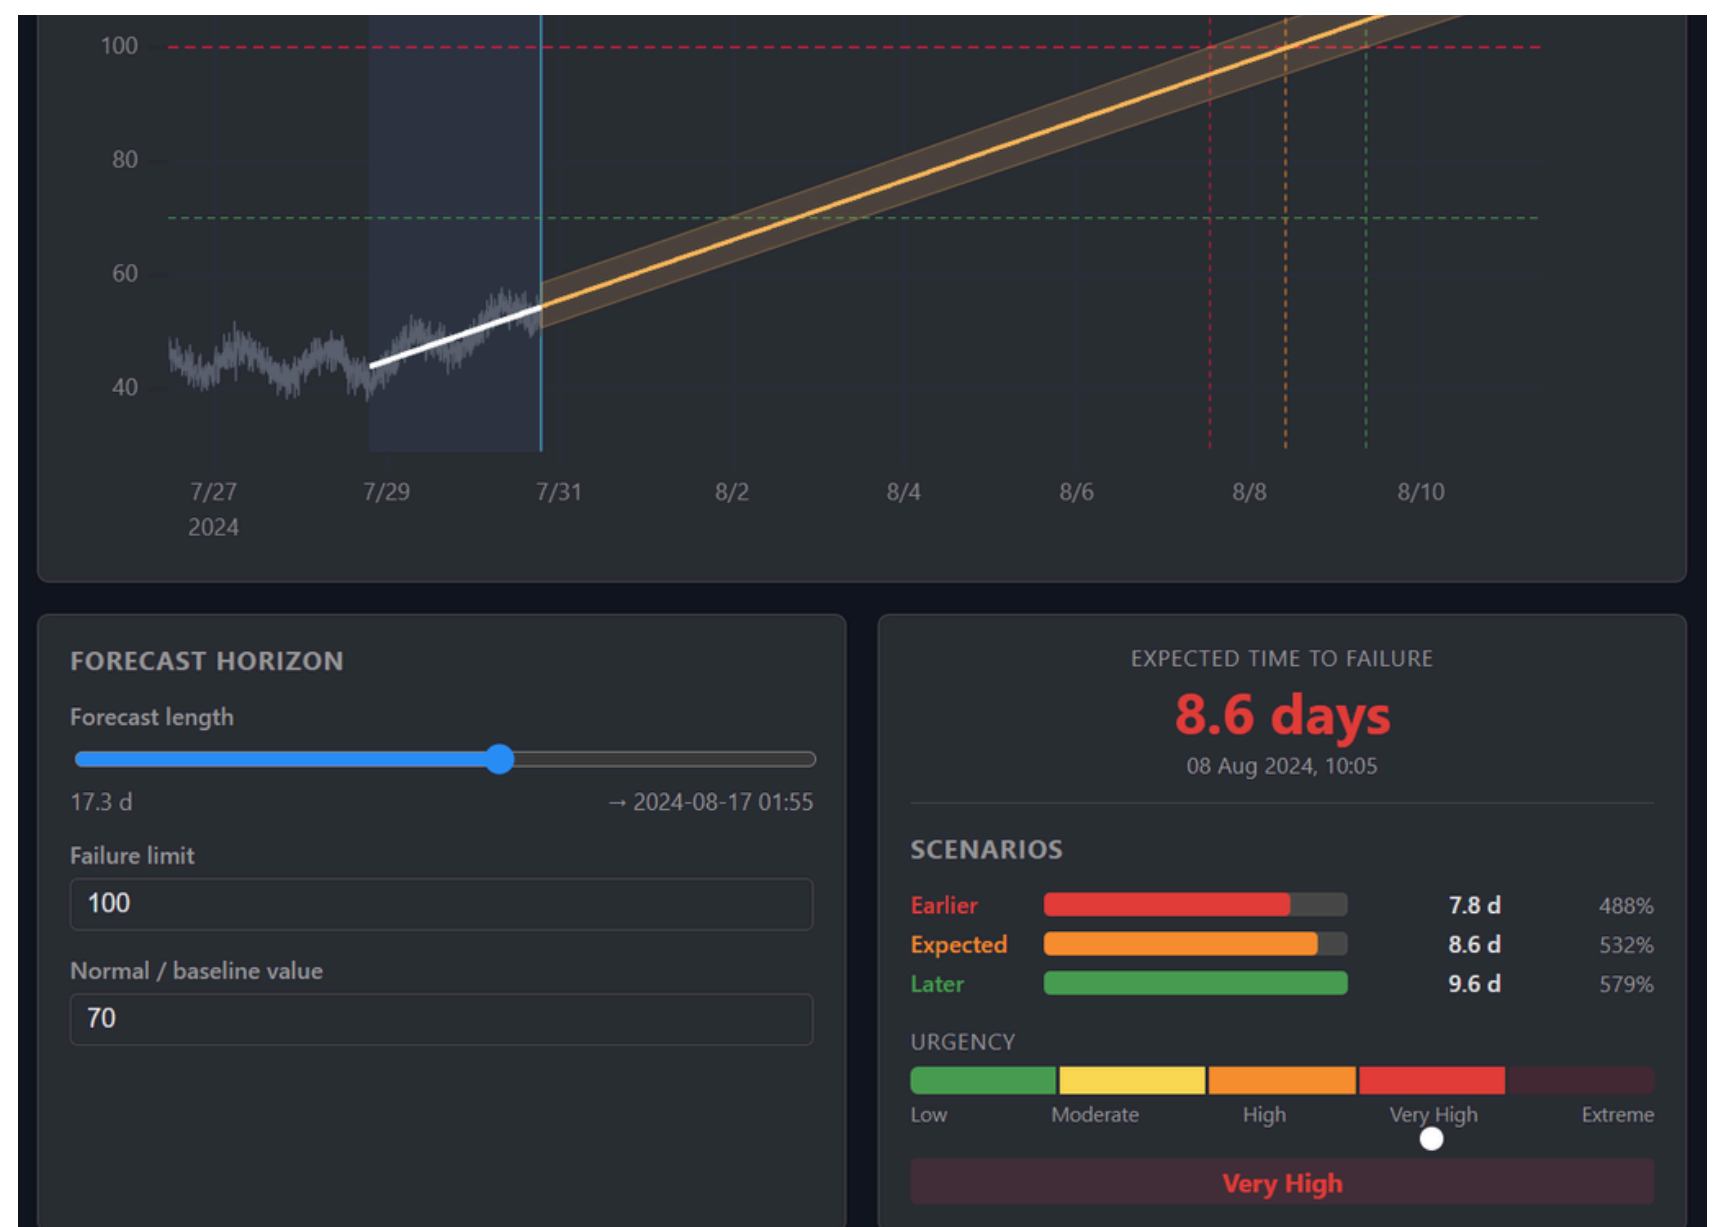 100
80
60
40
7/27 7/29 7/31 8/2 8/4 8/6 8/8 8/10
2024
FORECAST HORIZON
Forecast length
17.3 d → 2024-08-17 01:55
Failure limit
100
Normal / baseline value
70
EXPECTED TIME TO FAILURE
8.6 days
08 Aug 2024, 10:05
SCENARIOS
Earlier 7.8 d 488%
Expected 8.6 d 532%
Later 9.6 d 579%
URGENCY
Low Moderate High Very High Extreme
Very High